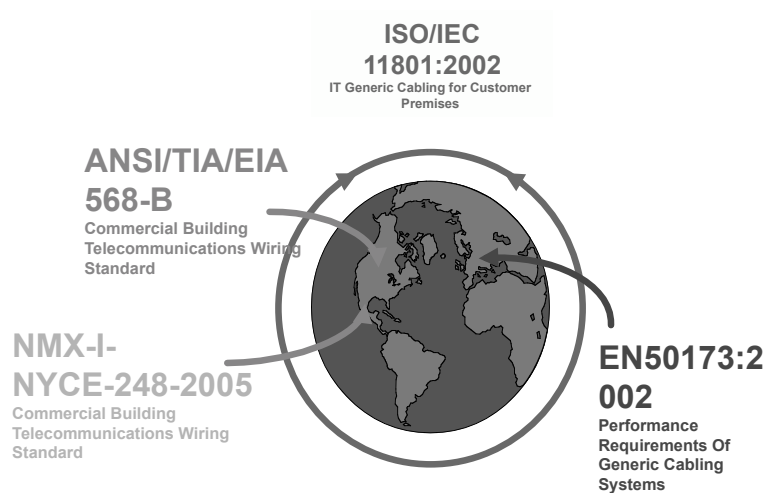 ISO/IEC
11801:2002
IT Generic Cabling for Customer
Premises
ANSI/TIA/EIA
568-B
Commercial Building
Telecommunications Wiring
Standard
NMX-I-
NYCE-248-2005
Commercial Building
Telecommunications Wiring
Standard
EN50173:2
002
Performance
Requirements Of
Generic Cabling
Systems